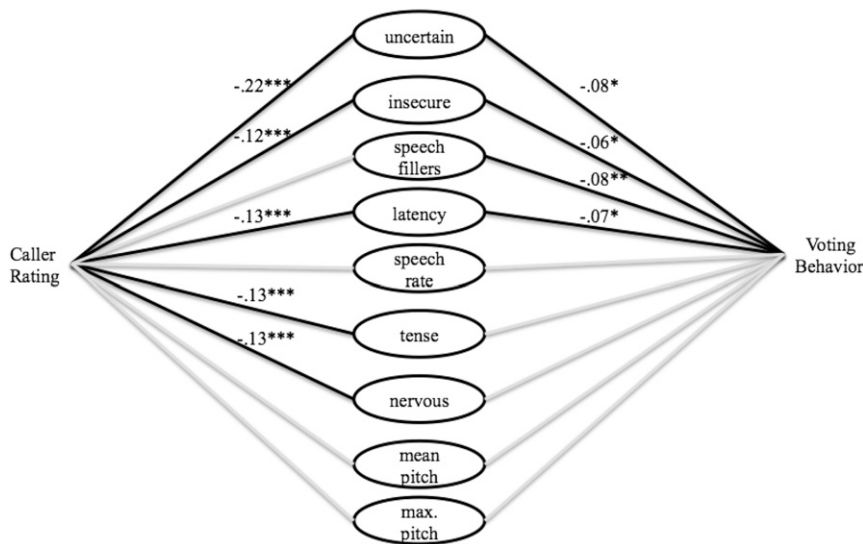 uncertain
-.22***
-.08*
insecure
-.12***
-.06*
speech
fillers
-.08**
-.13***
latency
-.07*
Caller
Rating
speech
rate
Voting
Behavior
-.13***
tense
-.13***
nervous
mean
pitch
max.
pitch